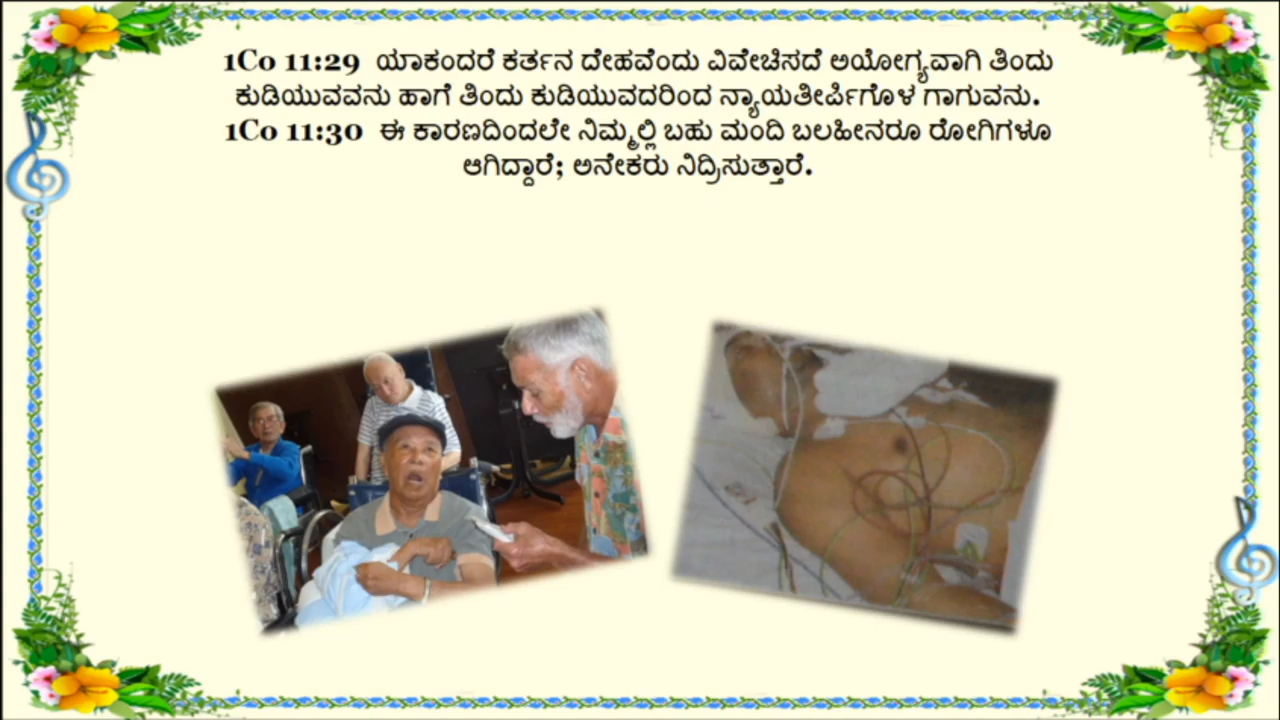 1Co 11:29 ಯಾಕಂದರೆ ಕರ್ತನ ದೇಹವೆಂದು ವಿವೇಚಿಸದೆ ಅಯೋಗ್ಯವಾಗಿ ತಿಂದು
ಕುಡಿಯುವವನು ಹಾಗೆ ತಿಂದು ಕುಡಿಯುವದರಿಂದ ನ್ಯಾಯತೀರ್ಪಿಗೊಳ ಗಾಗುವನು.
1Co 11:30 ಈ ಕಾರಣದಿಂದಲೇ ನಿಮ್ಮಲ್ಲಿ ಬಹು ಮಂದಿ ಬಲಹೀನರೂ ರೋಗಿಗಳೂ
ಆಗಿದ್ದಾರೆ; ಅನೇಕರು ನಿದ್ರಿಸುತ್ತಾರೆ.